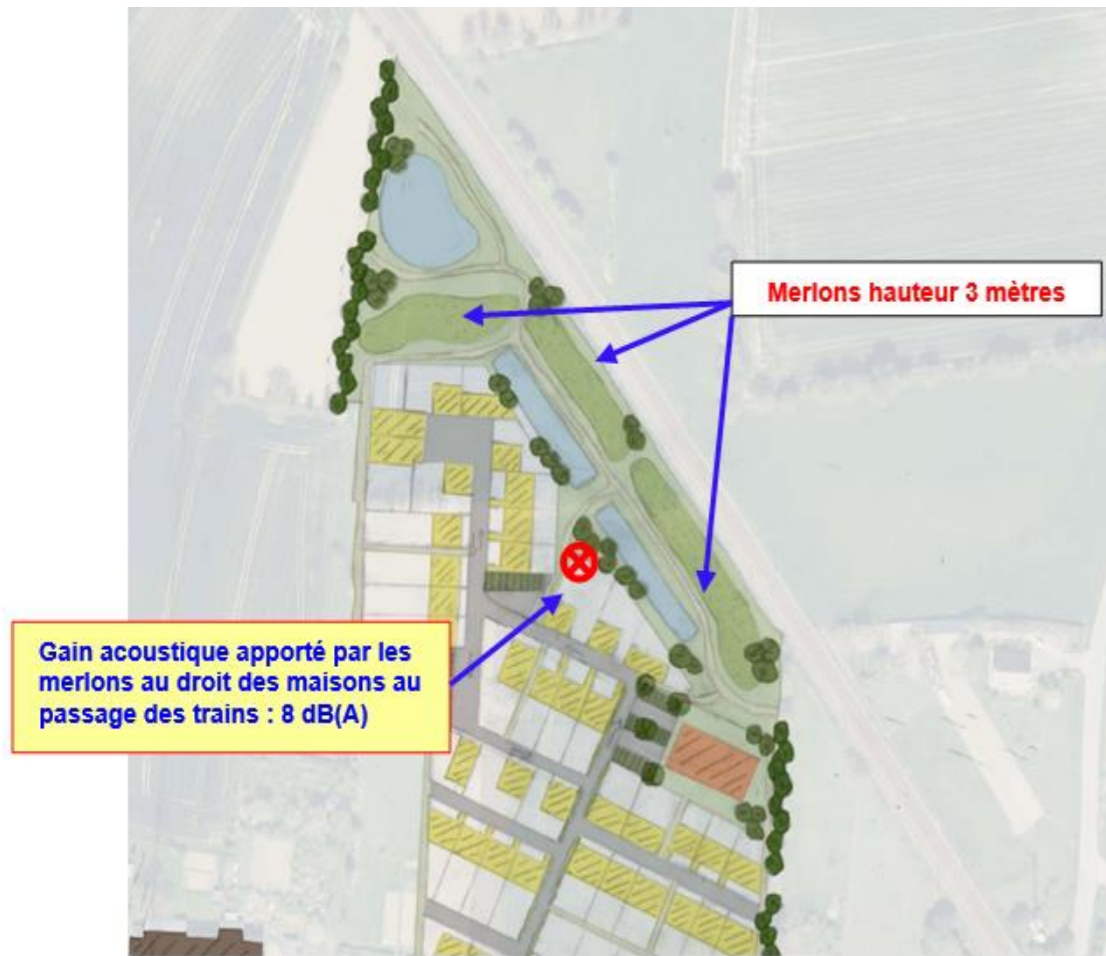 Merlons hauteur 3 mètres
Gain acoustique apporté par les
merlons au droit des maisons au
passage des trains : 8 dB(A)